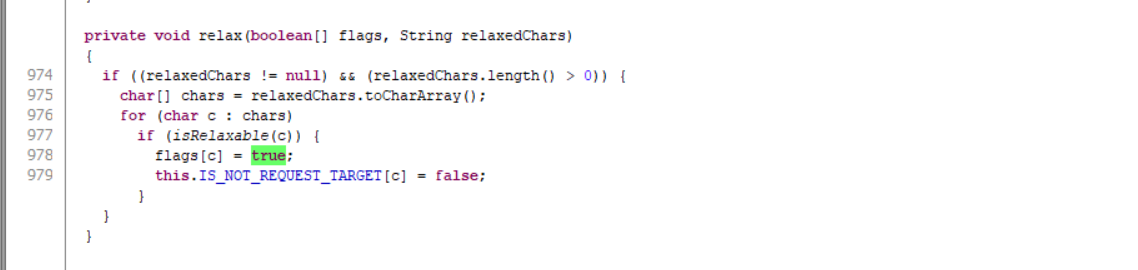 private void relax(boolean[] flags, String relaxedChars)
{
974 if ((relaxedChars != null) && (relaxedChars.length() > 0)) {
975 char[] chars = relaxedChars.toCharArray();
976 for (char c : chars)
977 if (isRelaxable(c)) {
978 flags[c] = true;
979 this.IS_NOT_REQUEST_TARGET[c] = false;
}
}
}